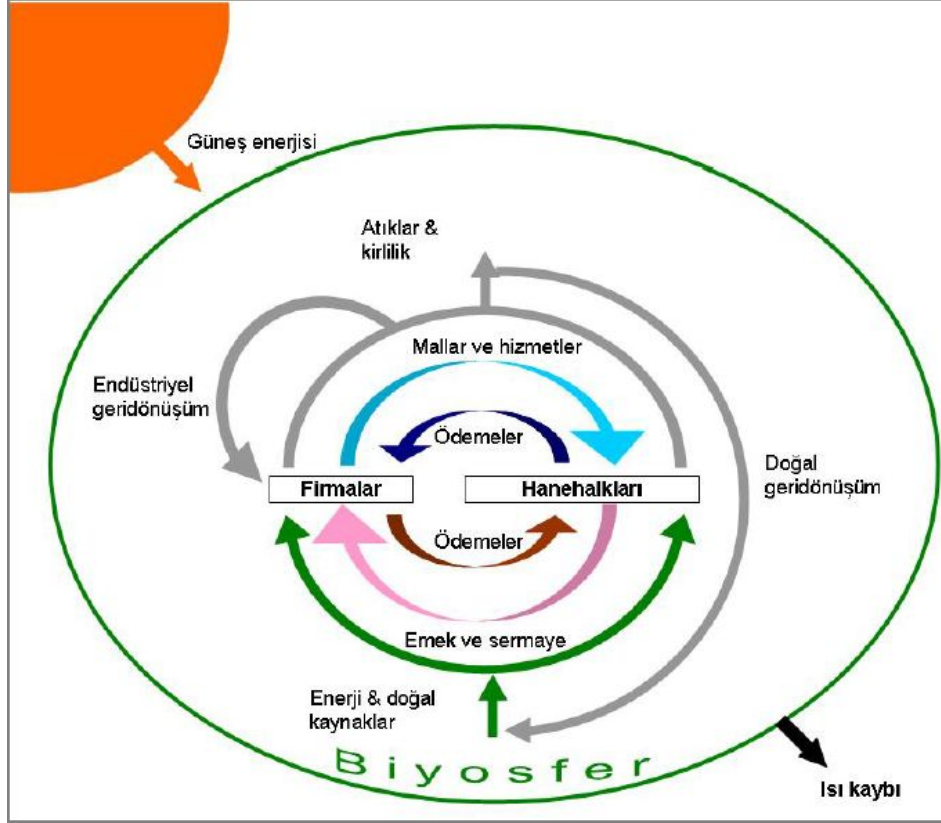 Güneş enerjisi
Atıklar &
kirlilik
Mallar ve hizmetler
Endüstriyel
geridönüşüm
Ödemeler
Doğal
geridönüşüm
Firmalar
Hanehalkları
Ödemeler
Emek ve sermaye
Enerji & doğal
kaynaklar
Biyosfer
Isı kaybı